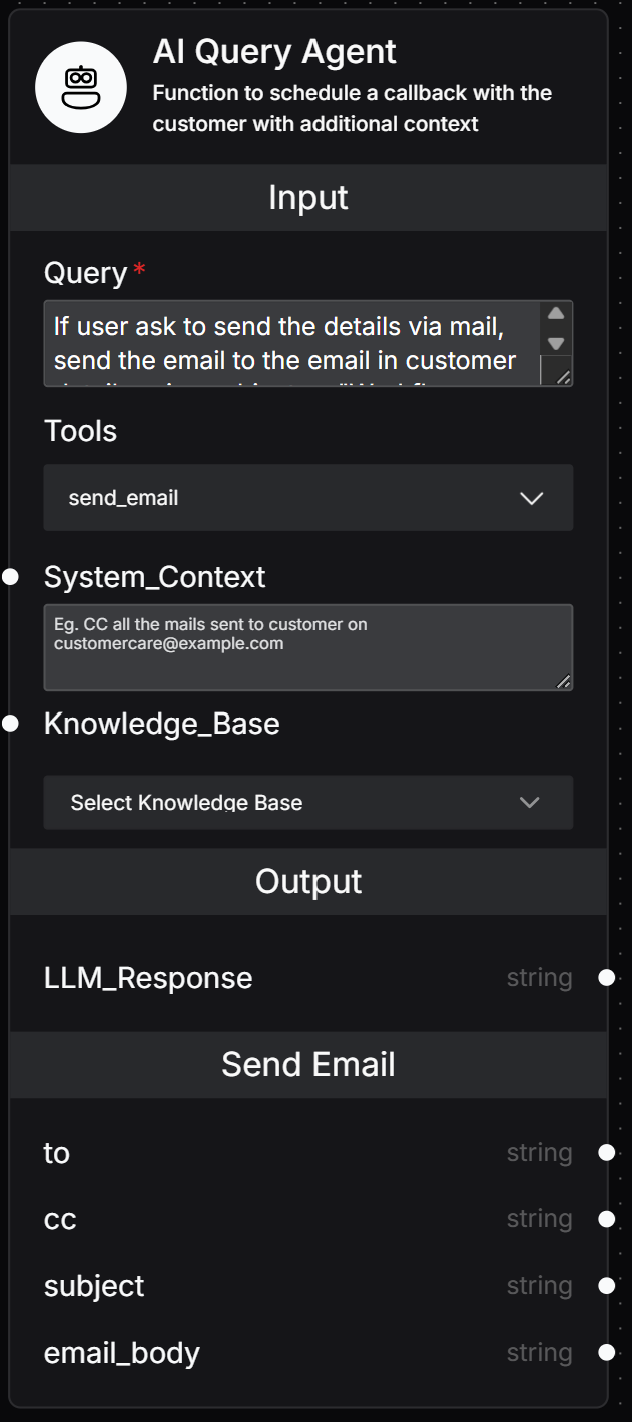 AI Query Agent
Function to schedule a callback with the
customer with additional context
Input
Query*
If user ask to send the details via mail,
send the email to the email in customer
Tools
send_email
System_Context
Eg. CC all the mails sent to customer on
customercare@example.com
Knowledge_Base
Select Knowledge Base
Output
LLM_Response string
Send Email
to string
cc string
subject string
email_body string